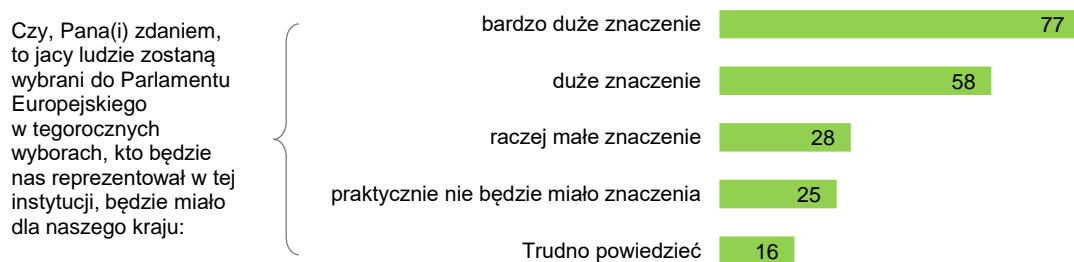 Czy, Pana(i) zdaniem,
to jacy ludzie zostaną
wybrani do Parlamentu
Europejskiego
w tegorocznych
wyborach, kto będzie
nas reprezentował w tej
instytucji, będzie miało
dla naszego kraju:
bardzo duże znaczenie 77
duże znaczenie 58
raczej małe znaczenie 28
praktycznie nie będzie miało znaczenia 25
Trudno powiedzieć 16